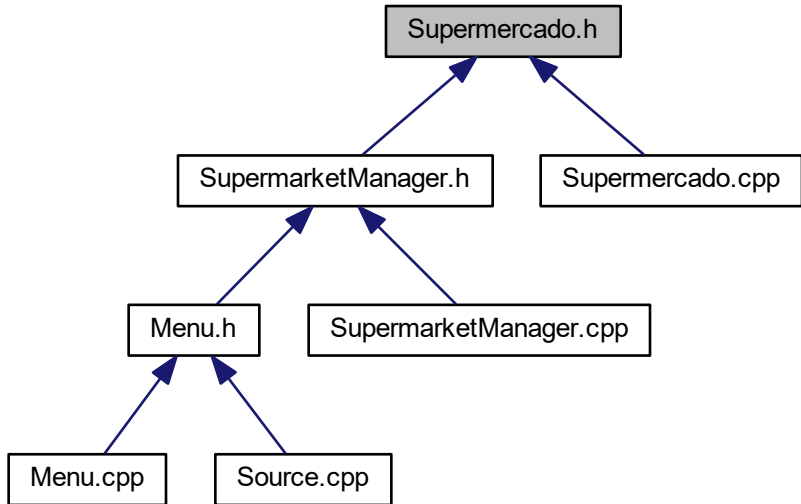 Supermercado.h
SupermarketManager.h
Supermercado.cpp
Menu.h
SupermarketManager.cpp
Menu.cpp
Source.cpp